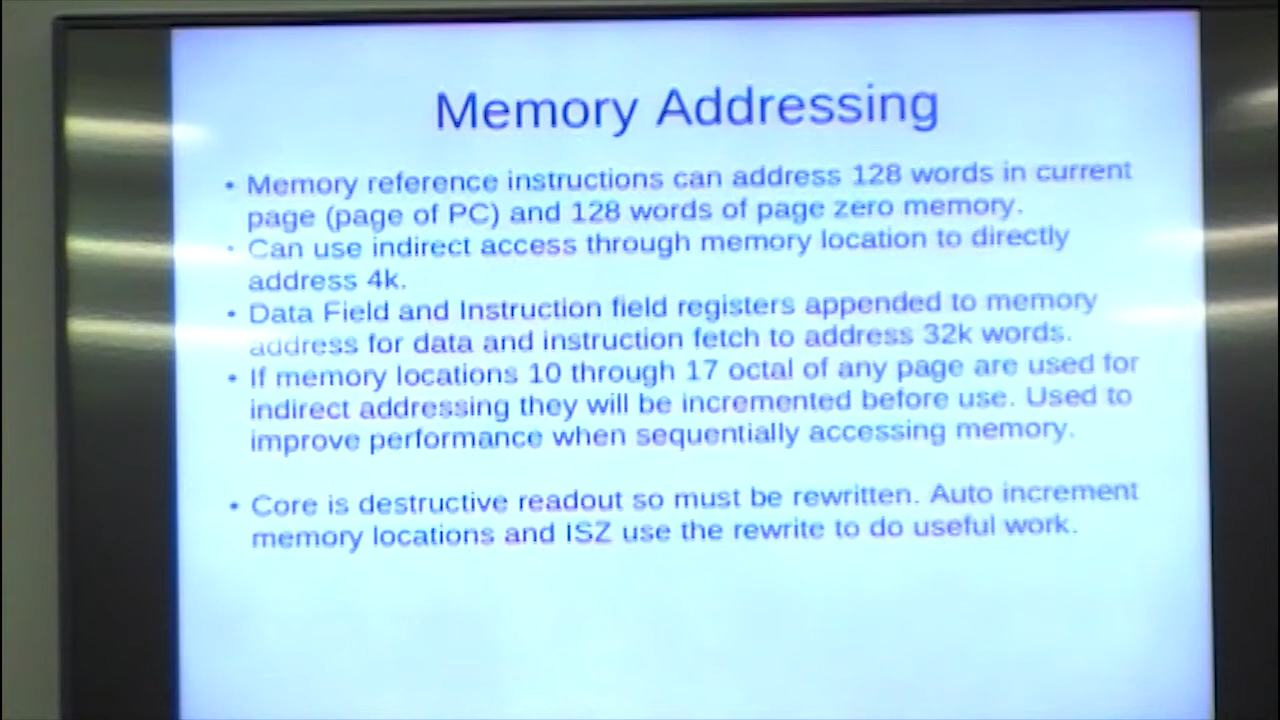 Memory Addressing
• Memory reference instructions can address 128 words in current
page (page of PC) and 128 words of page zero memory.
• Can use indirect access through memory location to directly
address 4k.
• Data Field and Instruction field registers appended to memory
address for data and instruction fetch to address 32k words.
• If memory locations 10 through 17 octal of any page are used for
indirect addressing they will be incremented before use. Used to
improve performance when sequentially accessing memory.
• Core is destructive readout so must be rewritten. Auto increment
memory locations and ISZ use the rewrite to do useful work.